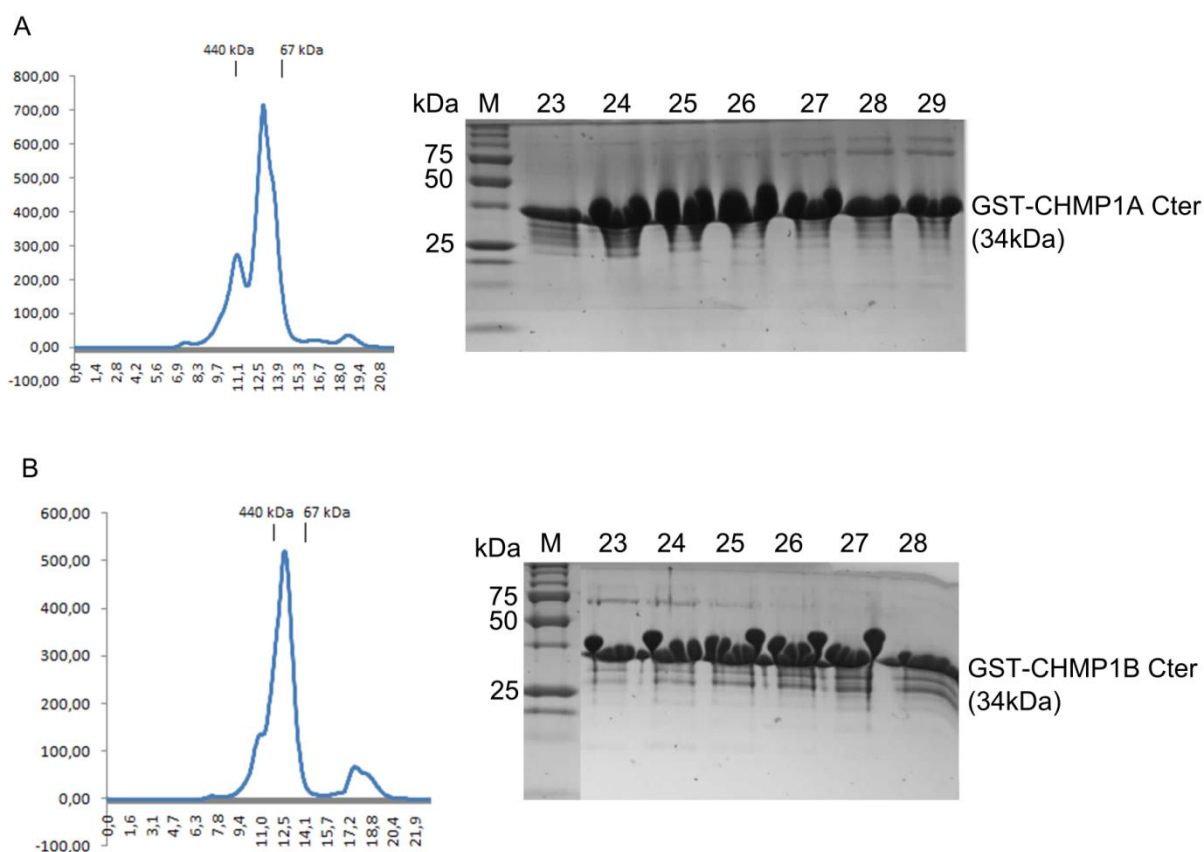 A
440 kDa 67 kDa
800,00
700,00
600,00
500,00
400,00
300,00
200,00
100,00
0,00
-100,00
0,0 1,4 2,8 4,2 5,6 6,9 8,3 9,7 11,1 12,5 13,9 15,3 16,7 18,0 19,4 20,8
kDa M 23 24 25 26 27 28 29
75
50
25
GST-CHMP1A Cter
(34kDa)
B
440 kDa 67 kDa
600,00
500,00
400,00
300,00
200,00
100,00
0,00
-100,00
0,0 1,6 3,1 4,7 6,3 7,8 9,4 11,0 12,5 14,1 15,7 17,2 18,8 20,4 21,9
kDa M 23 24 25 26 27 28
75
50
25
GST-CHMP1B Cter
(34kDa)